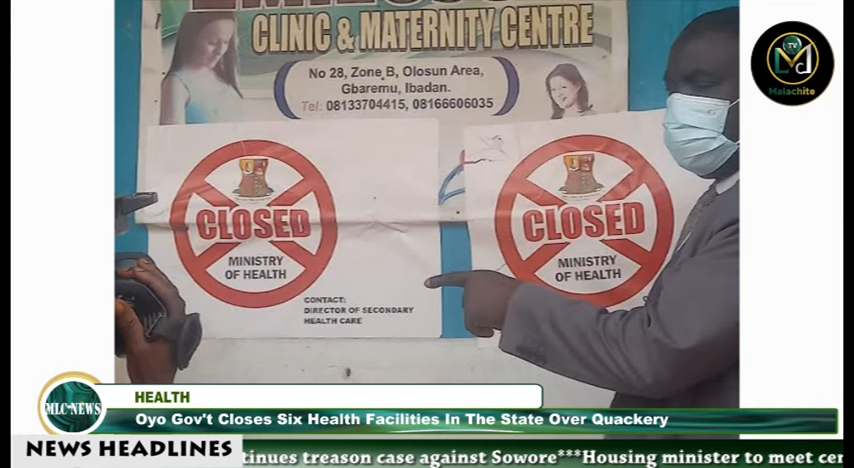 CLINIC & MATERNITY CENTRE
No 28, Zone B, Olosun Area,
Gbaremu, Ibadan.
Tel: 08133704415, 08166606035
TV
Malachite
CLOSED
MINISTRY
OF HEALTH
CONTACT:
DIRECTOR OF SECONDARY
HEALTH CARE
CLOSED
MINISTRY
OF HEALTH
HEALTH
MLC NEWS
Oyo Gov't Closes Six Health Facilities In The State Over Quackery
NEWS HEADLINES
tinues treason case against Sowore***Housing minister to meet cer